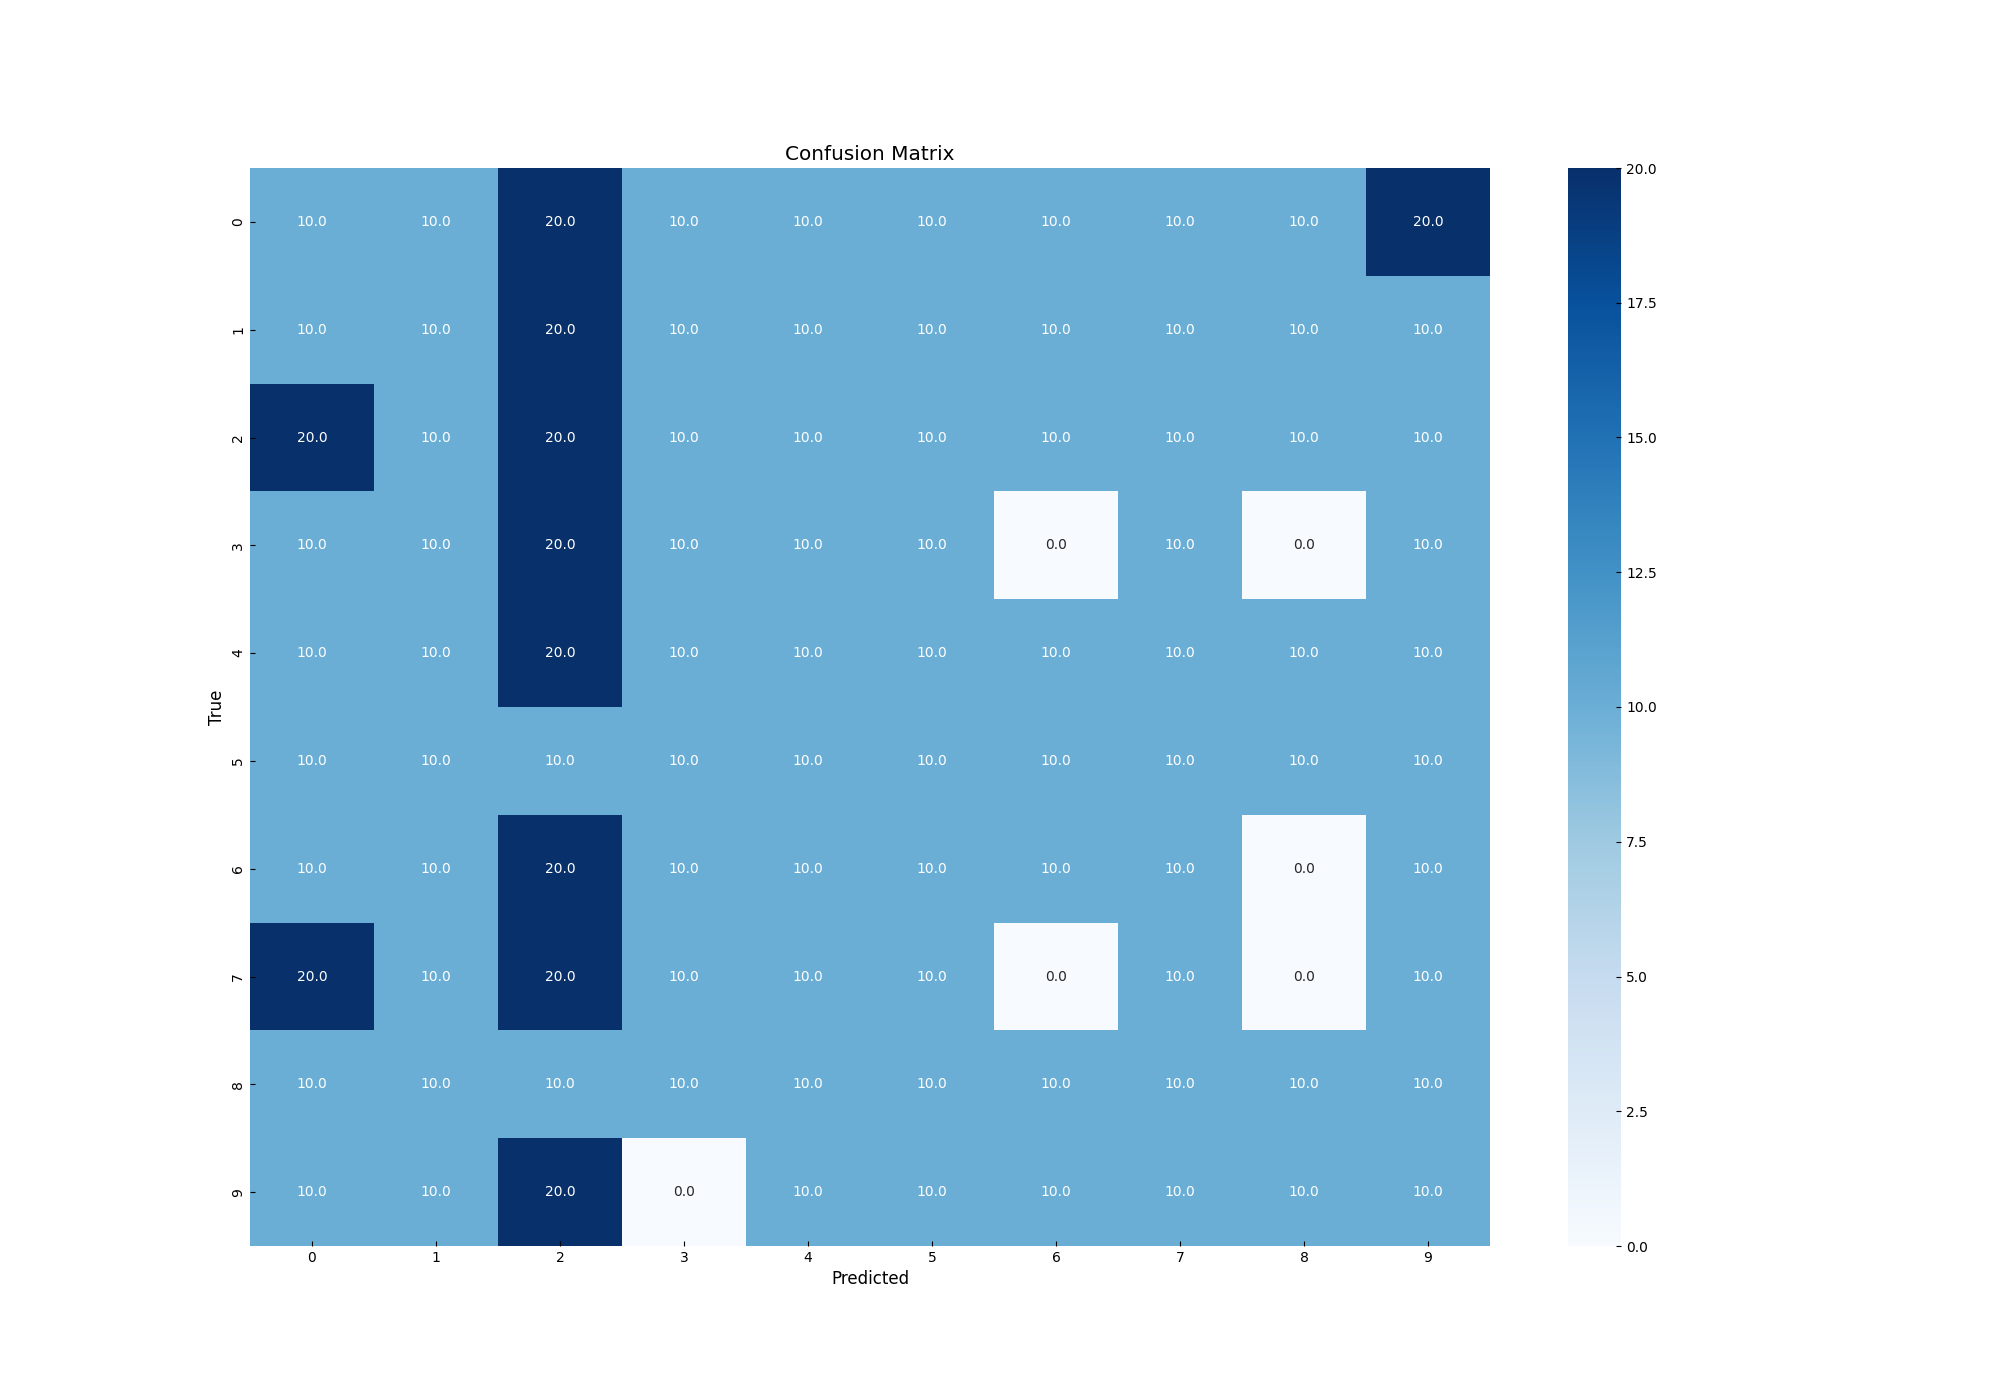 Confusion Matrix
0 10.0 10.0 20.0 10.0 10.0 10.0 10.0 10.0 10.0 20.0
1 10.0 10.0 20.0 10.0 10.0 10.0 10.0 10.0 10.0 10.0
2 20.0 10.0 20.0 10.0 10.0 10.0 10.0 10.0 10.0 10.0
3 10.0 10.0 20.0 10.0 10.0 10.0 0.0 10.0 0.0 10.0
4 10.0 10.0 20.0 10.0 10.0 10.0 10.0 10.0 10.0 10.0
True
5 10.0 10.0 10.0 10.0 10.0 10.0 10.0 10.0 10.0 10.0
6 10.0 10.0 20.0 10.0 10.0 10.0 10.0 10.0 0.0 10.0
7 20.0 10.0 20.0 10.0 10.0 10.0 0.0 10.0 0.0 10.0
8 10.0 10.0 10.0 10.0 10.0 10.0 10.0 10.0 10.0 10.0
9 10.0 10.0 20.0 0.0 10.0 10.0 10.0 10.0 10.0 10.0
0 1 2 3 4 5 6 7 8 9
Predicted
20.0
17.5
15.0
12.5
10.0
7.5
5.0
2.5
0.0